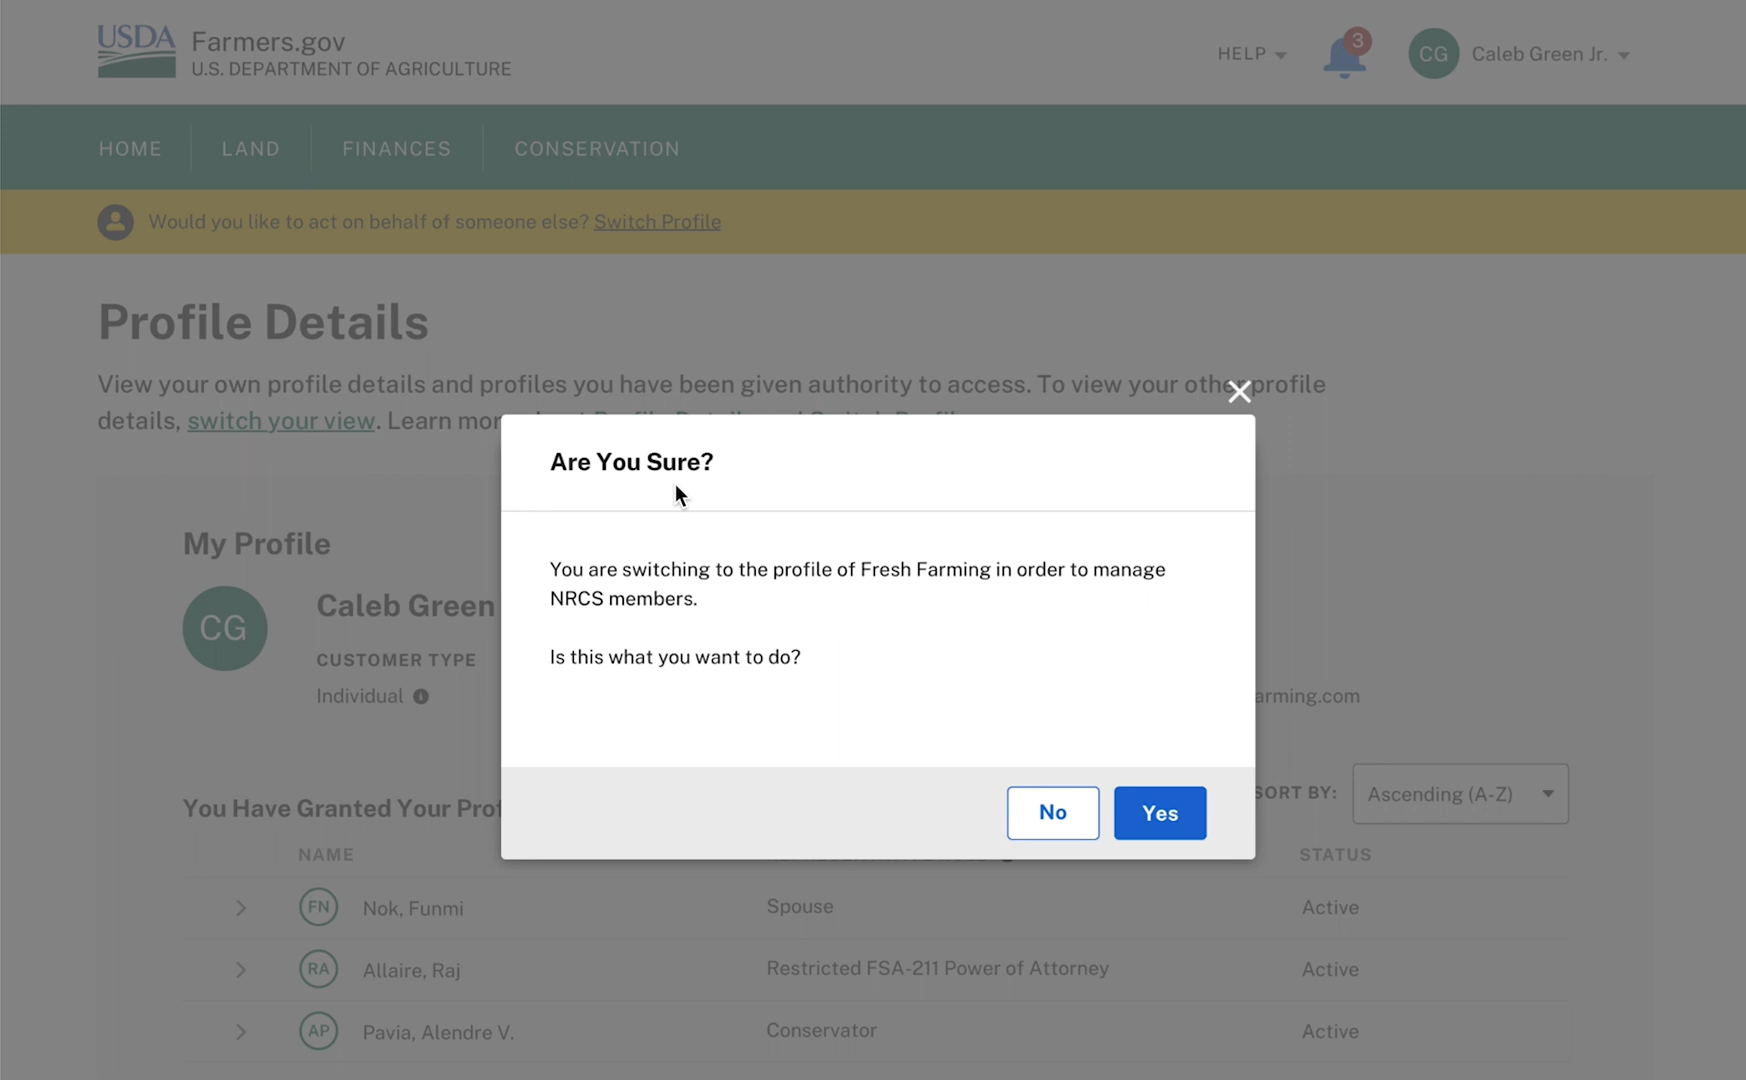 USDA Farmers.gov
U.S. DEPARTMENT OF AGRICULTURE
HELP
3
CG
Caleb Green Jr.
HOME
LAND
FINANCES
CONSERVATION
Would you like to act on behalf of someone else? Switch Profile
Profile Details
View your own profile details and profiles you have been given authority to access. To view your other profile
details, switch your view. Learn
Are You Sure?
You are switching to the profile of Fresh Farming in order to manage
NRCS members.
Is this what you want to do?
No
Yes
My Profile
CG
Caleb Green
CUSTOMER TYPE
Individual
arming.com
You Have Granted Your
SORT BY:
Ascending (A-Z)
NAME
STATUS
FN Nok, Funmi Spouse Active
RA Allaire, Raj Restricted FSA-211 Power of Attorney Active
AP Pavia, Alendre V. Conservator Active